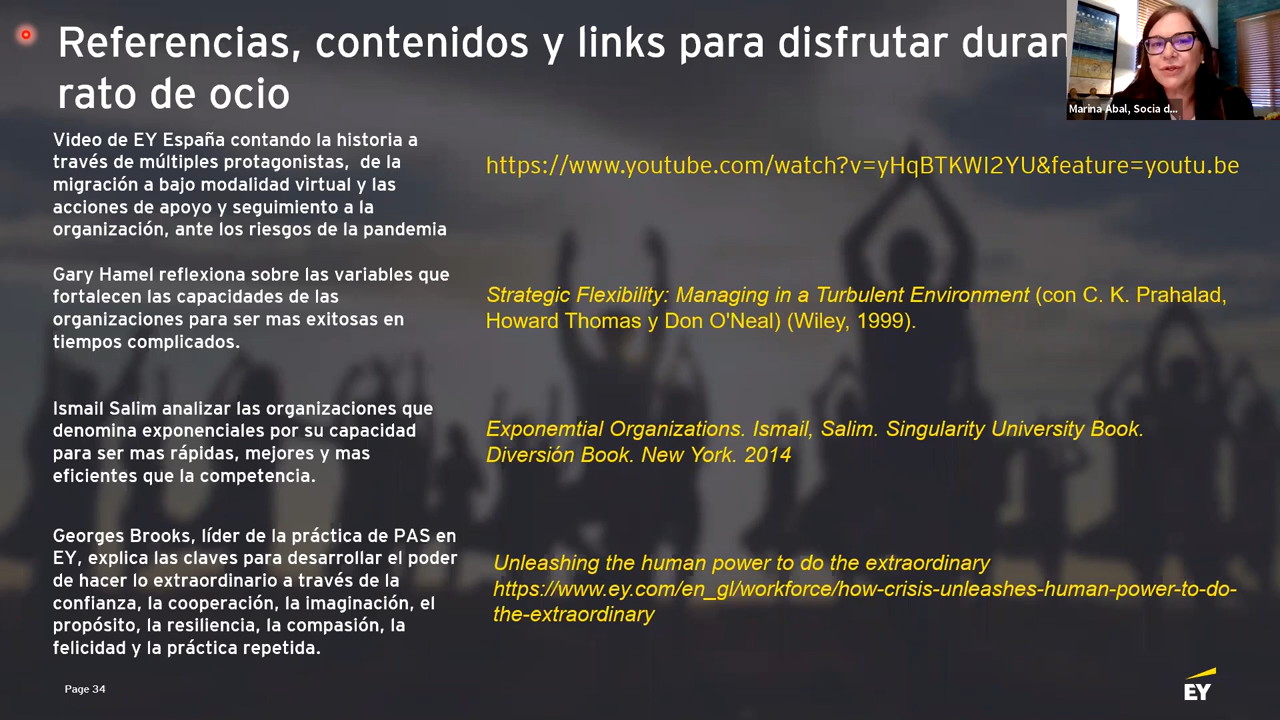 Referencias, contenidos y links para disfrutar duran
rato de ocio
Marina Abal, Socia d...
Video de EY España contando la historia a
través de múltiples protagonistas, de la
migración a bajo modalidad virtual y las
acciones de apoyo y seguimiento a la
organización, ante los riesgos de la pandemia
https://www.youtube.com/watch?v=yHqBTKWI2YU&feature=youtu.be
Gary Hamel reflexiona sobre las variables que
fortalecen las capacidades de las
organizaciones para ser mas exitosas en
tiempos complicados.
Strategic Flexibility: Managing in a Turbulent Environment (con C. K. Prahalad,
Howard Thomas y Don O'Neal) (Wiley, 1999).
Ismail Salim analizar las organizaciones que
denomina exponenciales por su capacidad
para ser mas rápidas, mejores y mas
eficientes que la competencia.
Exponemtial Organizations. Ismail, Salim. Singularity University Book.
Diversión Book. New York. 2014
Georges Brooks, líder de la práctica de PAS en
EY, explica las claves para desarrollar el poder
de hacer lo extraordinario a través de la
confianza, la cooperación, la imaginación, el
propósito, la resiliencia, la compasión, la
felicidad y la práctica repetida.
Unleashing the human power to do the extraordinary
https://www.ey.com/en_gl/workforce/how-crisis-unleashes-human-power-to-do-
the-extraordinary
Page 34
EY